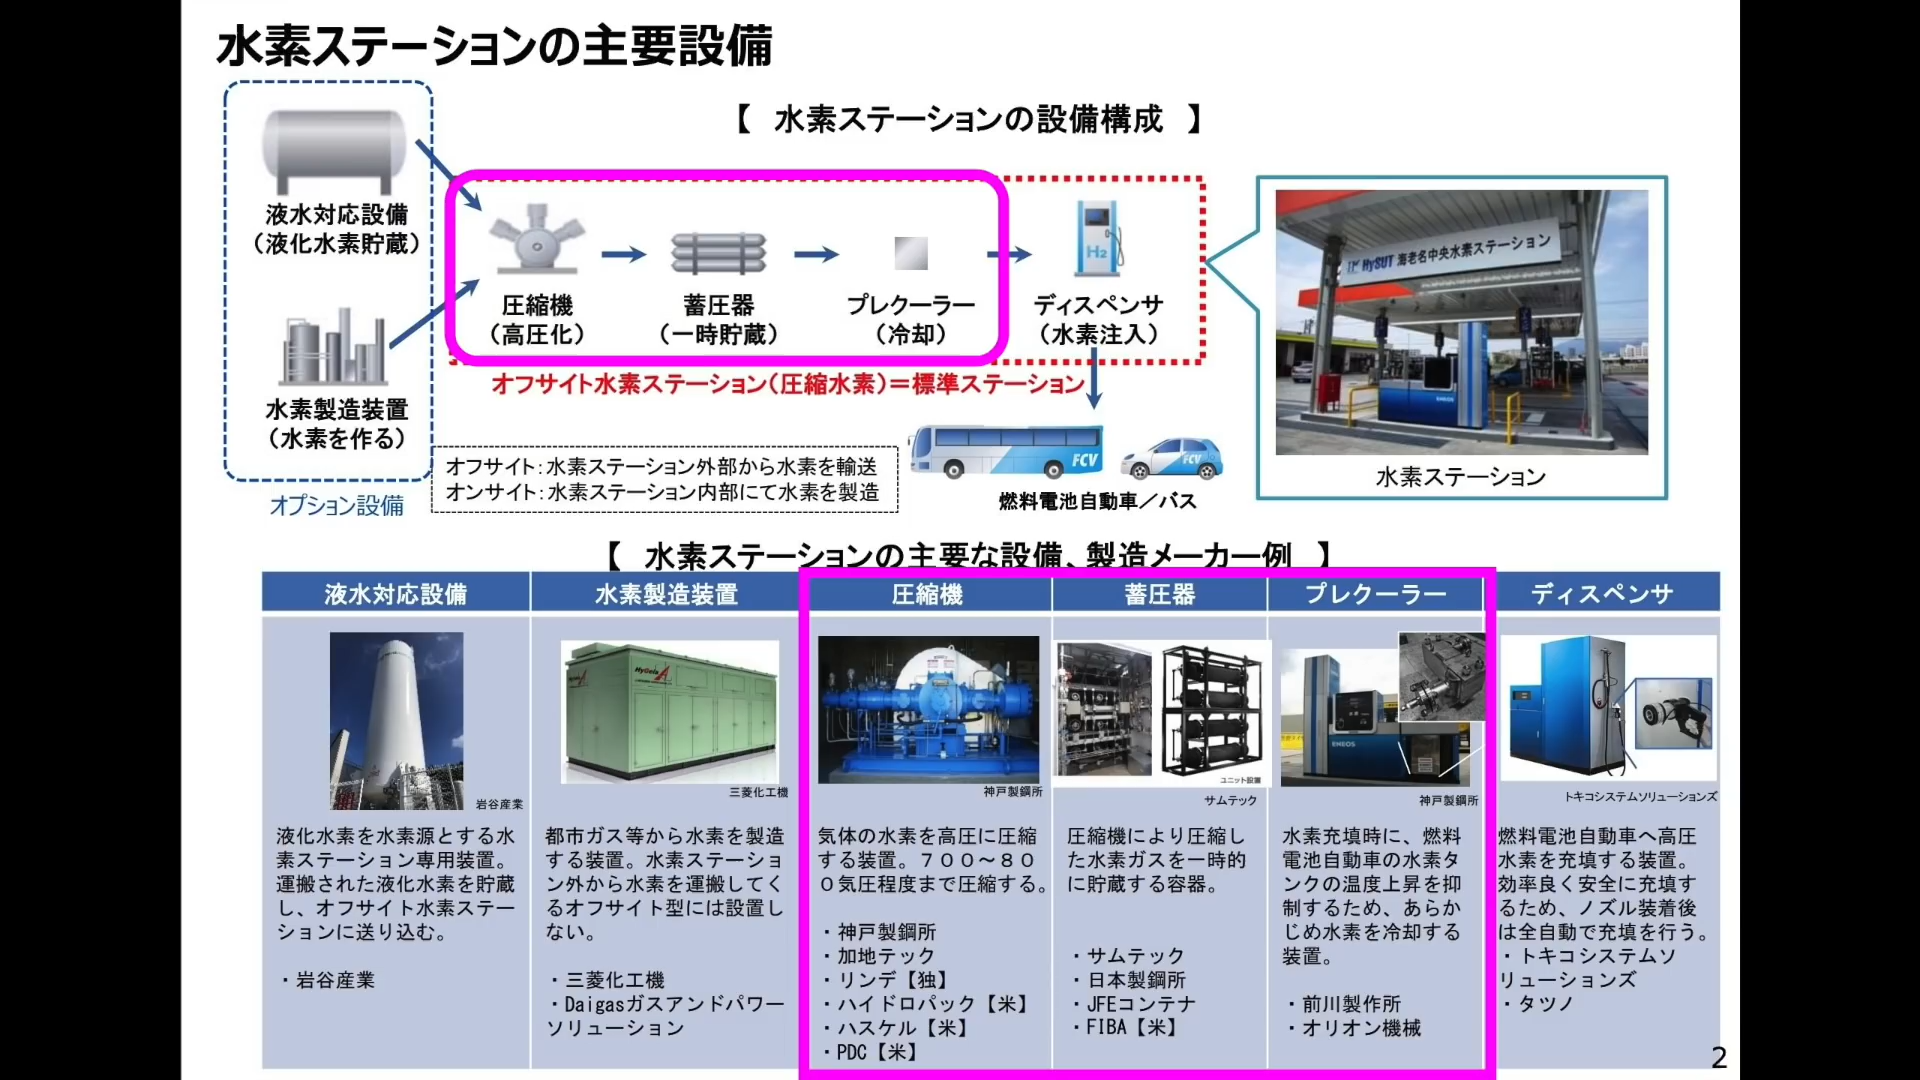 水素ステーションの主要設備
【　水素ステーションの設備構成　】
液水対応設備
（液化水素貯蔵）
水素製造装置
（水素を作る）
オプション設備
圧縮機
（高圧化）
蓄圧器
（一時貯蔵）
プレクーラー
（冷却）
H2
ディスペンサ
（水素注入）
オフサイト水素ステーション（圧縮水素）＝標準ステーション
オフサイト：水素ステーション外部から水素を輸送
オンサイト：水素ステーション内部にて水素を製造
FCV
FCV
燃料電池自動車／バス
HySUT 海老名中央水素ステーション
ENEOS
水素ステーション
【　水素ステーションの主要な設備、製造メーカー例　】
液水対応設備
岩谷産業
液化水素を水素源とする水
素ステーション専用装置。
運搬された液化水素を貯蔵
し、オフサイト水素ステー
ションに送り込む。
・岩谷産業
水素製造装置
HyGeia-A
三菱化工機
都市ガス等から水素を製造
する装置。水素ステーショ
ン外から水素を運搬してく
るオフサイト型には設置し
ない。
・三菱化工機
・Daigasガスアンドパワー
ソリューション
圧縮機
神戸製鋼所
気体の水素を高圧に圧縮
する装置。７００～８０
０気圧程度まで圧縮する。
・神戸製鋼所
・加地テック
・リンデ【独】
・ハイドロパック【米】
・ハスケル【米】
・PDC【米】
蓄圧器
ユニット設置
サムテック
圧縮機により圧縮し
た水素ガスを一時的
に貯蔵する容器。
・サムテック
・日本製鋼所
・JFEコンテナ
・FIBA【米】
プレクーラー
ENEOS
神戸製鋼所
水素充填時に、燃料
電池自動車の水素タ
ンクの温度上昇を抑
制するため、あらか
じめ水素を冷却する
装置。
・前川製作所
・オリオン機械
ディスペンサ
トキコシステムソリューションズ
燃料電池自動車へ高圧
水素を充填する装置。
効率良く安全に充填す
るため、ノズル装着後
は全自動で充填を行う。
・トキコシステムソ
リューションズ
・タツノ
2